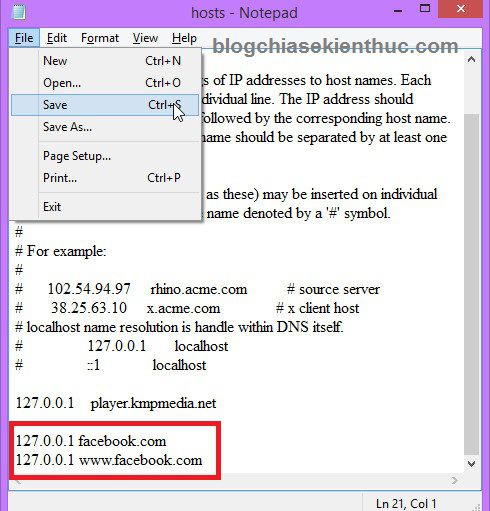 hosts - Notepad
File Edit Format View Help
blogchiasekienthuc.com
New Ctrl+N
Open... Ctrl+O
Save Ctrl+S
Save As...
Page Setup...
Print... Ctrl+P
Exit
s of IP addresses to host names. Each
dividual line. The IP address should
followed by the corresponding host name.
name should be separated by at least one
as these) may be inserted on individual
name denoted by a '#' symbol.
#
# For example:
#
# 102.54.94.97 rhino.acme.com # source server
# 38.25.63.10 x.acme.com # x client host
# localhost name resolution is handle within DNS itself.
# 127.0.0.1 localhost
# ::1 localhost
127.0.0.1 player.kmpmedia.net
127.0.0.1 facebook.com
127.0.0.1 www.facebook.com
Ln 21, Col 1